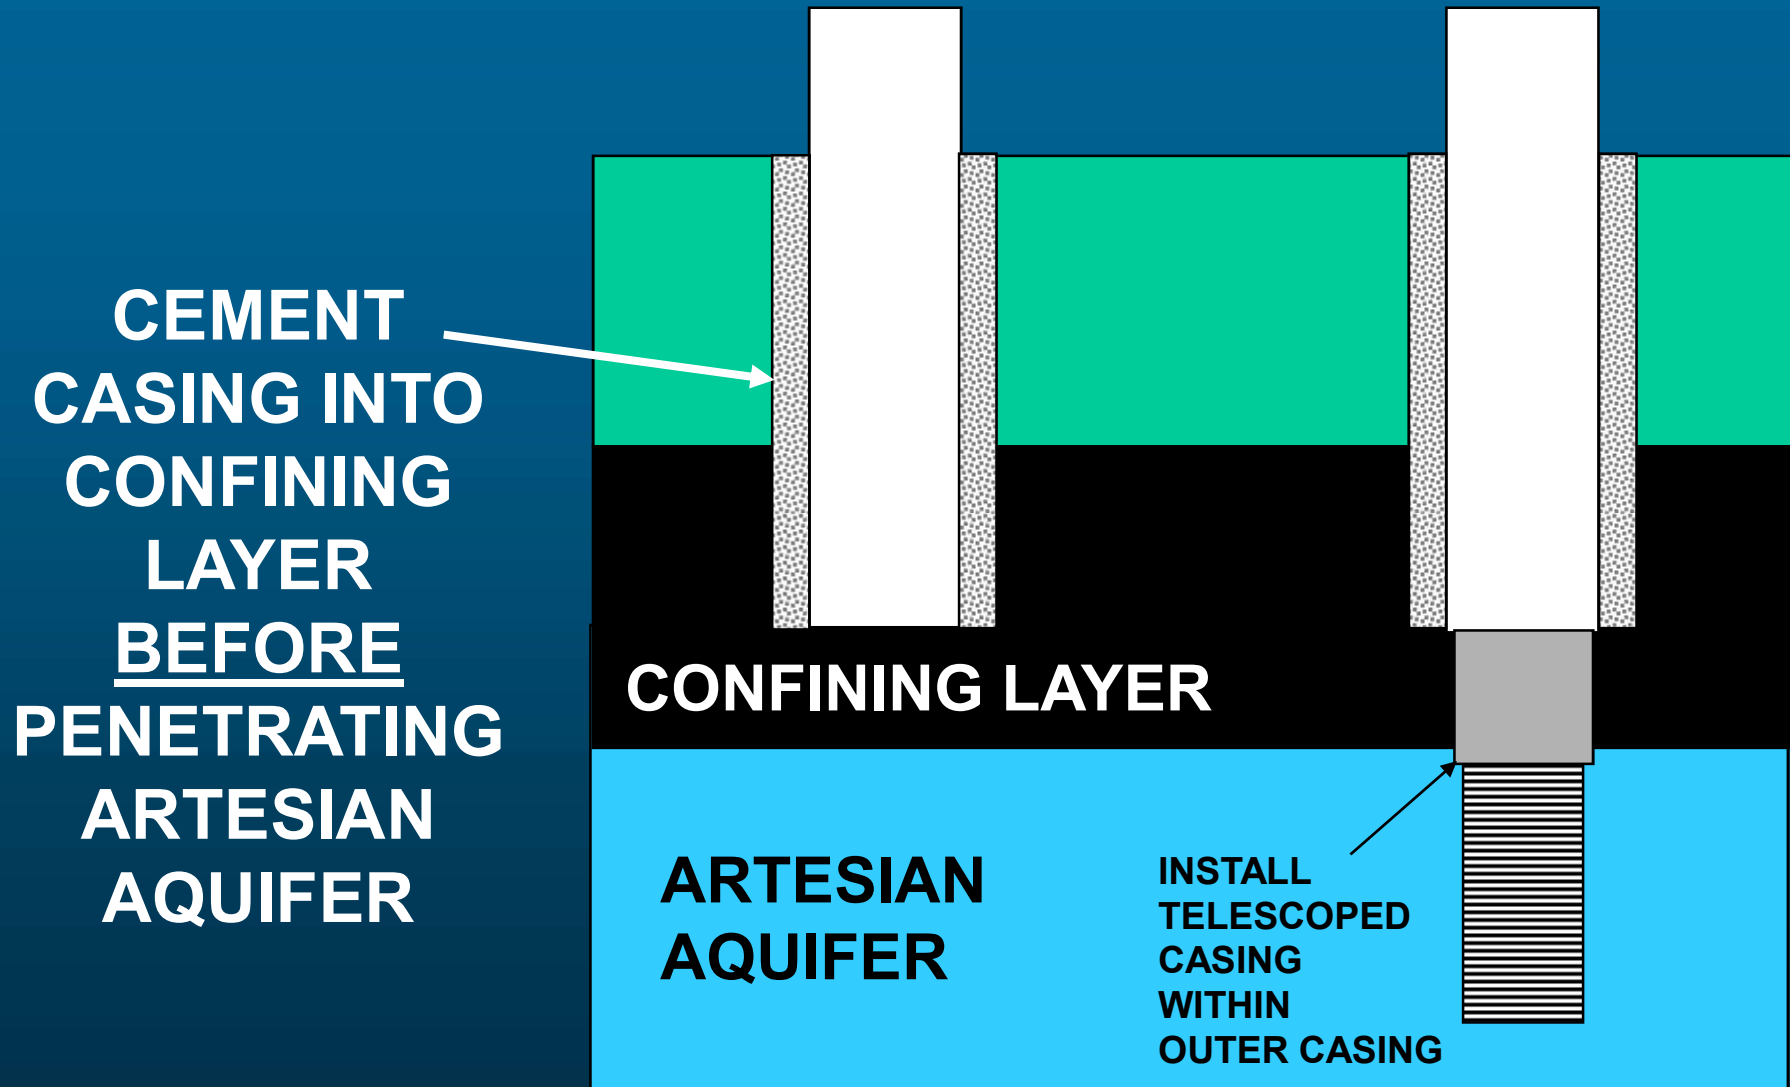 CEMENT
CASING INTO
CONFINING
LAYER
BEFORE
PENETRATING
ARTESIAN
AQUIFER
CONFINING LAYER
ARTESIAN
AQUIFER
INSTALL
TELESCOPED
CASING
WITHIN
OUTER CASING